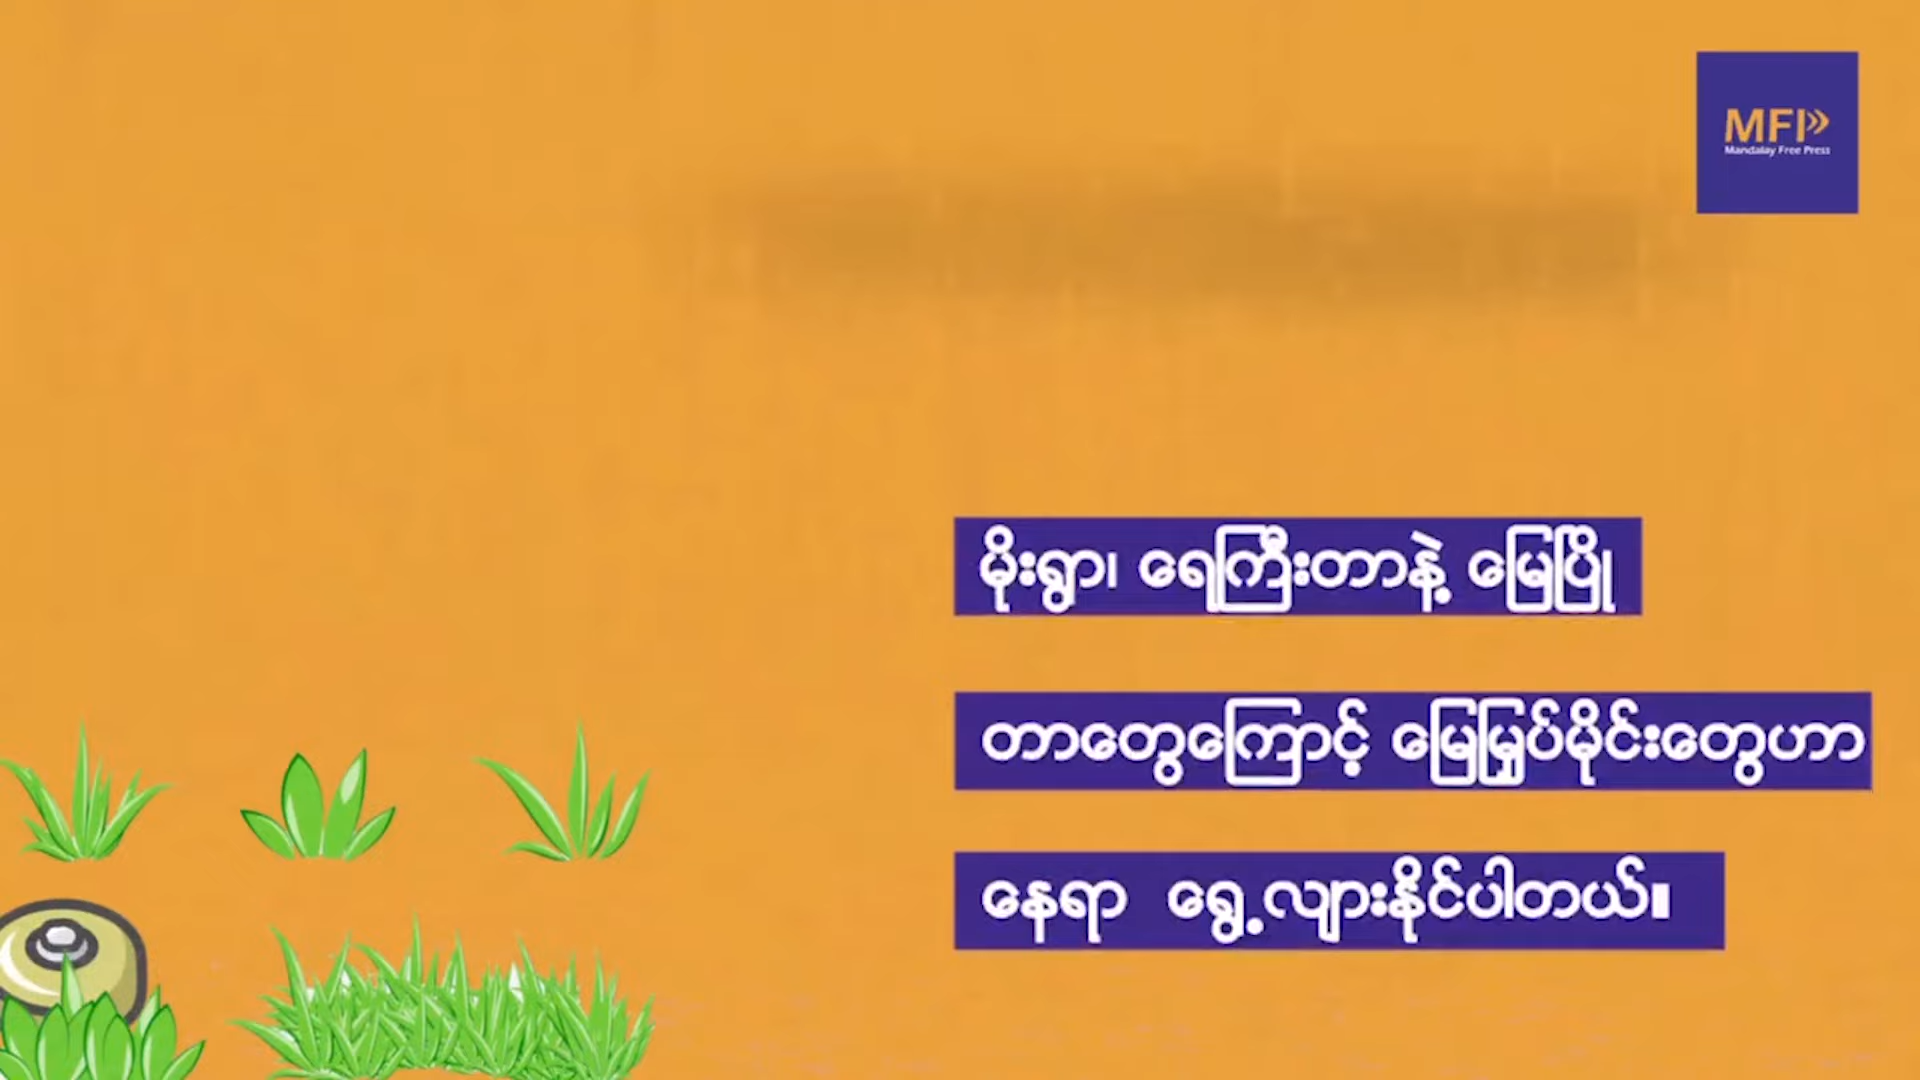 MFP
Mandalay Free Press
မိုးရွာ၊ ရေကြီးတာနဲ့ မြေပြို
တာတွေကြောင့် မြေမြှုပ်မိုင်းတွေဟာ
နေရာ ရွေ့လျားနိုင်ပါတယ်။